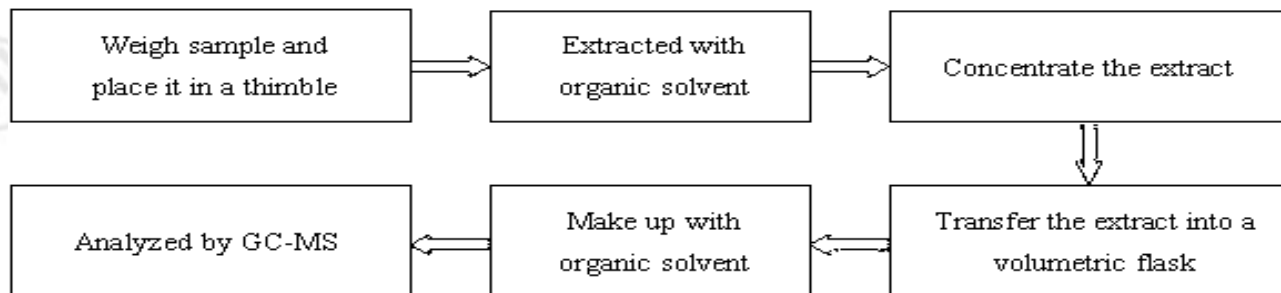 Weigh sample and
place it in a thimble
Extracted with
organic solvent
Concentrate the extract
Transfer the extract into a
volumetric flask
Make up with
organic solvent
Analyzed by GC-MS